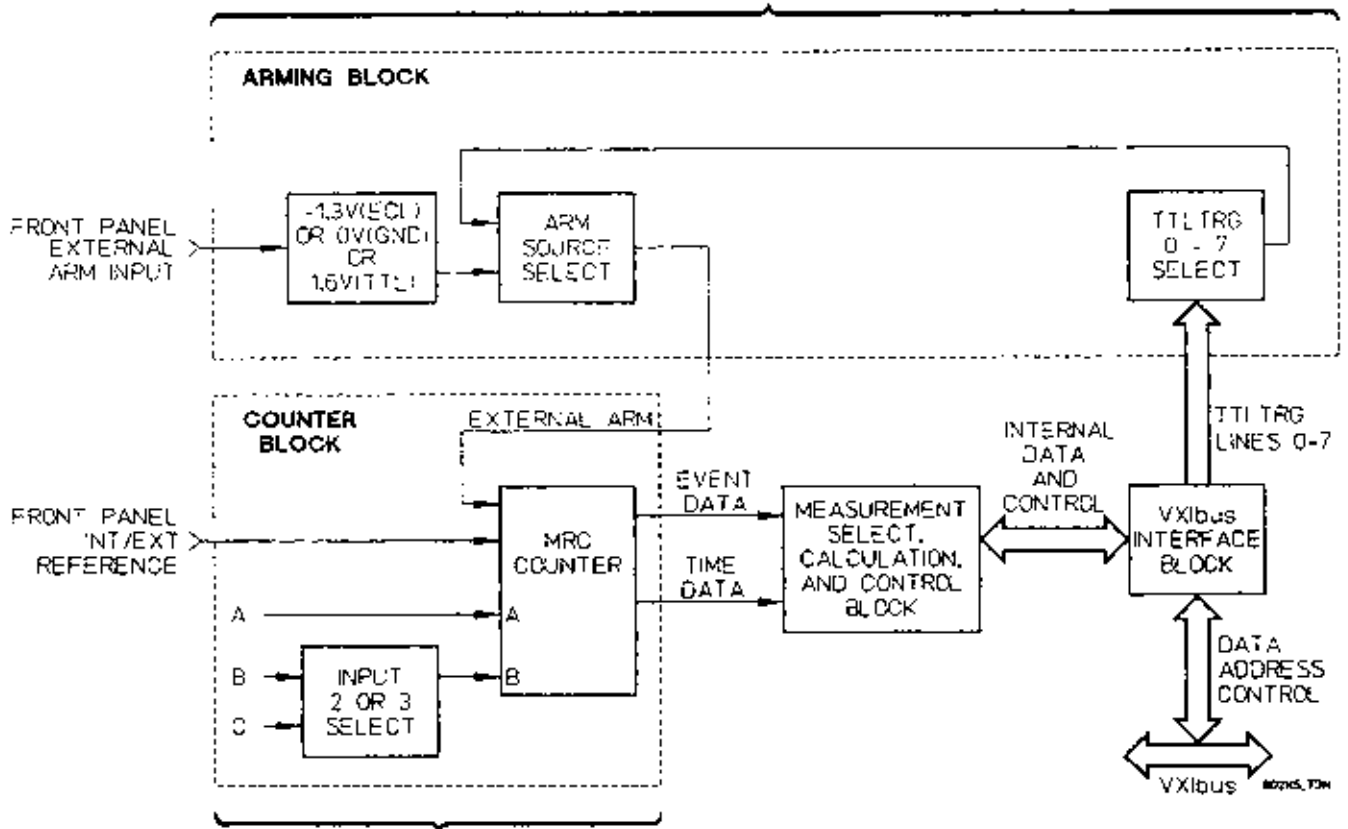 ARMING BLOCK
FRONT PANEL
EXTERNAL
ARM INPUT
-1.3V(ECL)
OR 0V(GND)
OR
1.6V(TTL)
ARM
SOURCE
SELECT
TTLTRG
0 - 7
SELECT
COUNTER
BLOCK
EXTERNAL ARM
TTLTRG
LINES 0-7
INTERNAL
DATA
AND
CONTROL
EVENT
DATA
FRONT PANEL
INT/EXT
REFERENCE
MRC
COUNTER
MEASUREMENT
SELECT,
CALCULATION,
AND CONTROL
BLOCK
VXIbus
INTERFACE
BLOCK
TIME
DATA
A
A
B
C
INPUT
2 OR 3
SELECT
B
DATA
ADDRESS
CONTROL
VXIbus